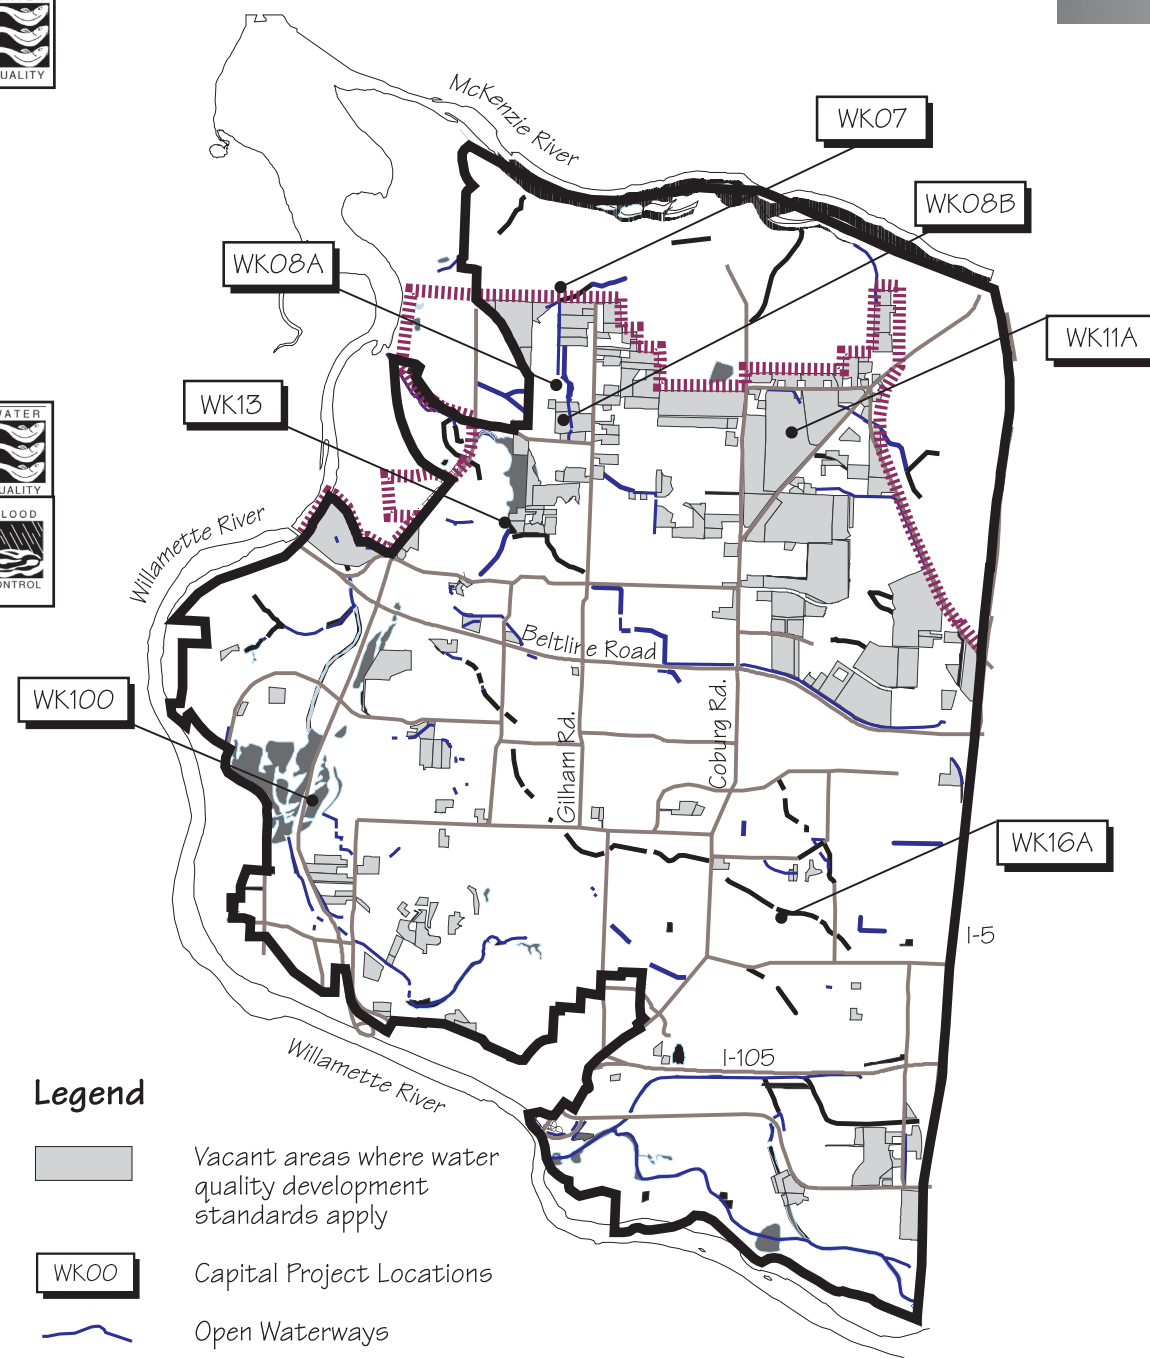 UALITY
McKenzie River
WK07
WK08B
WK08A
WK11A
WK13
WATER
UALITY
LOOD
ONTROL
Willamette River
Beltline Road
WK100
Gilham Rd.
Coburg Rd.
WK16A
I-5
I-105
Willamette River
Legend
Vacant areas where water
quality development
standards apply
WK00
Capital Project Locations
Open Waterways